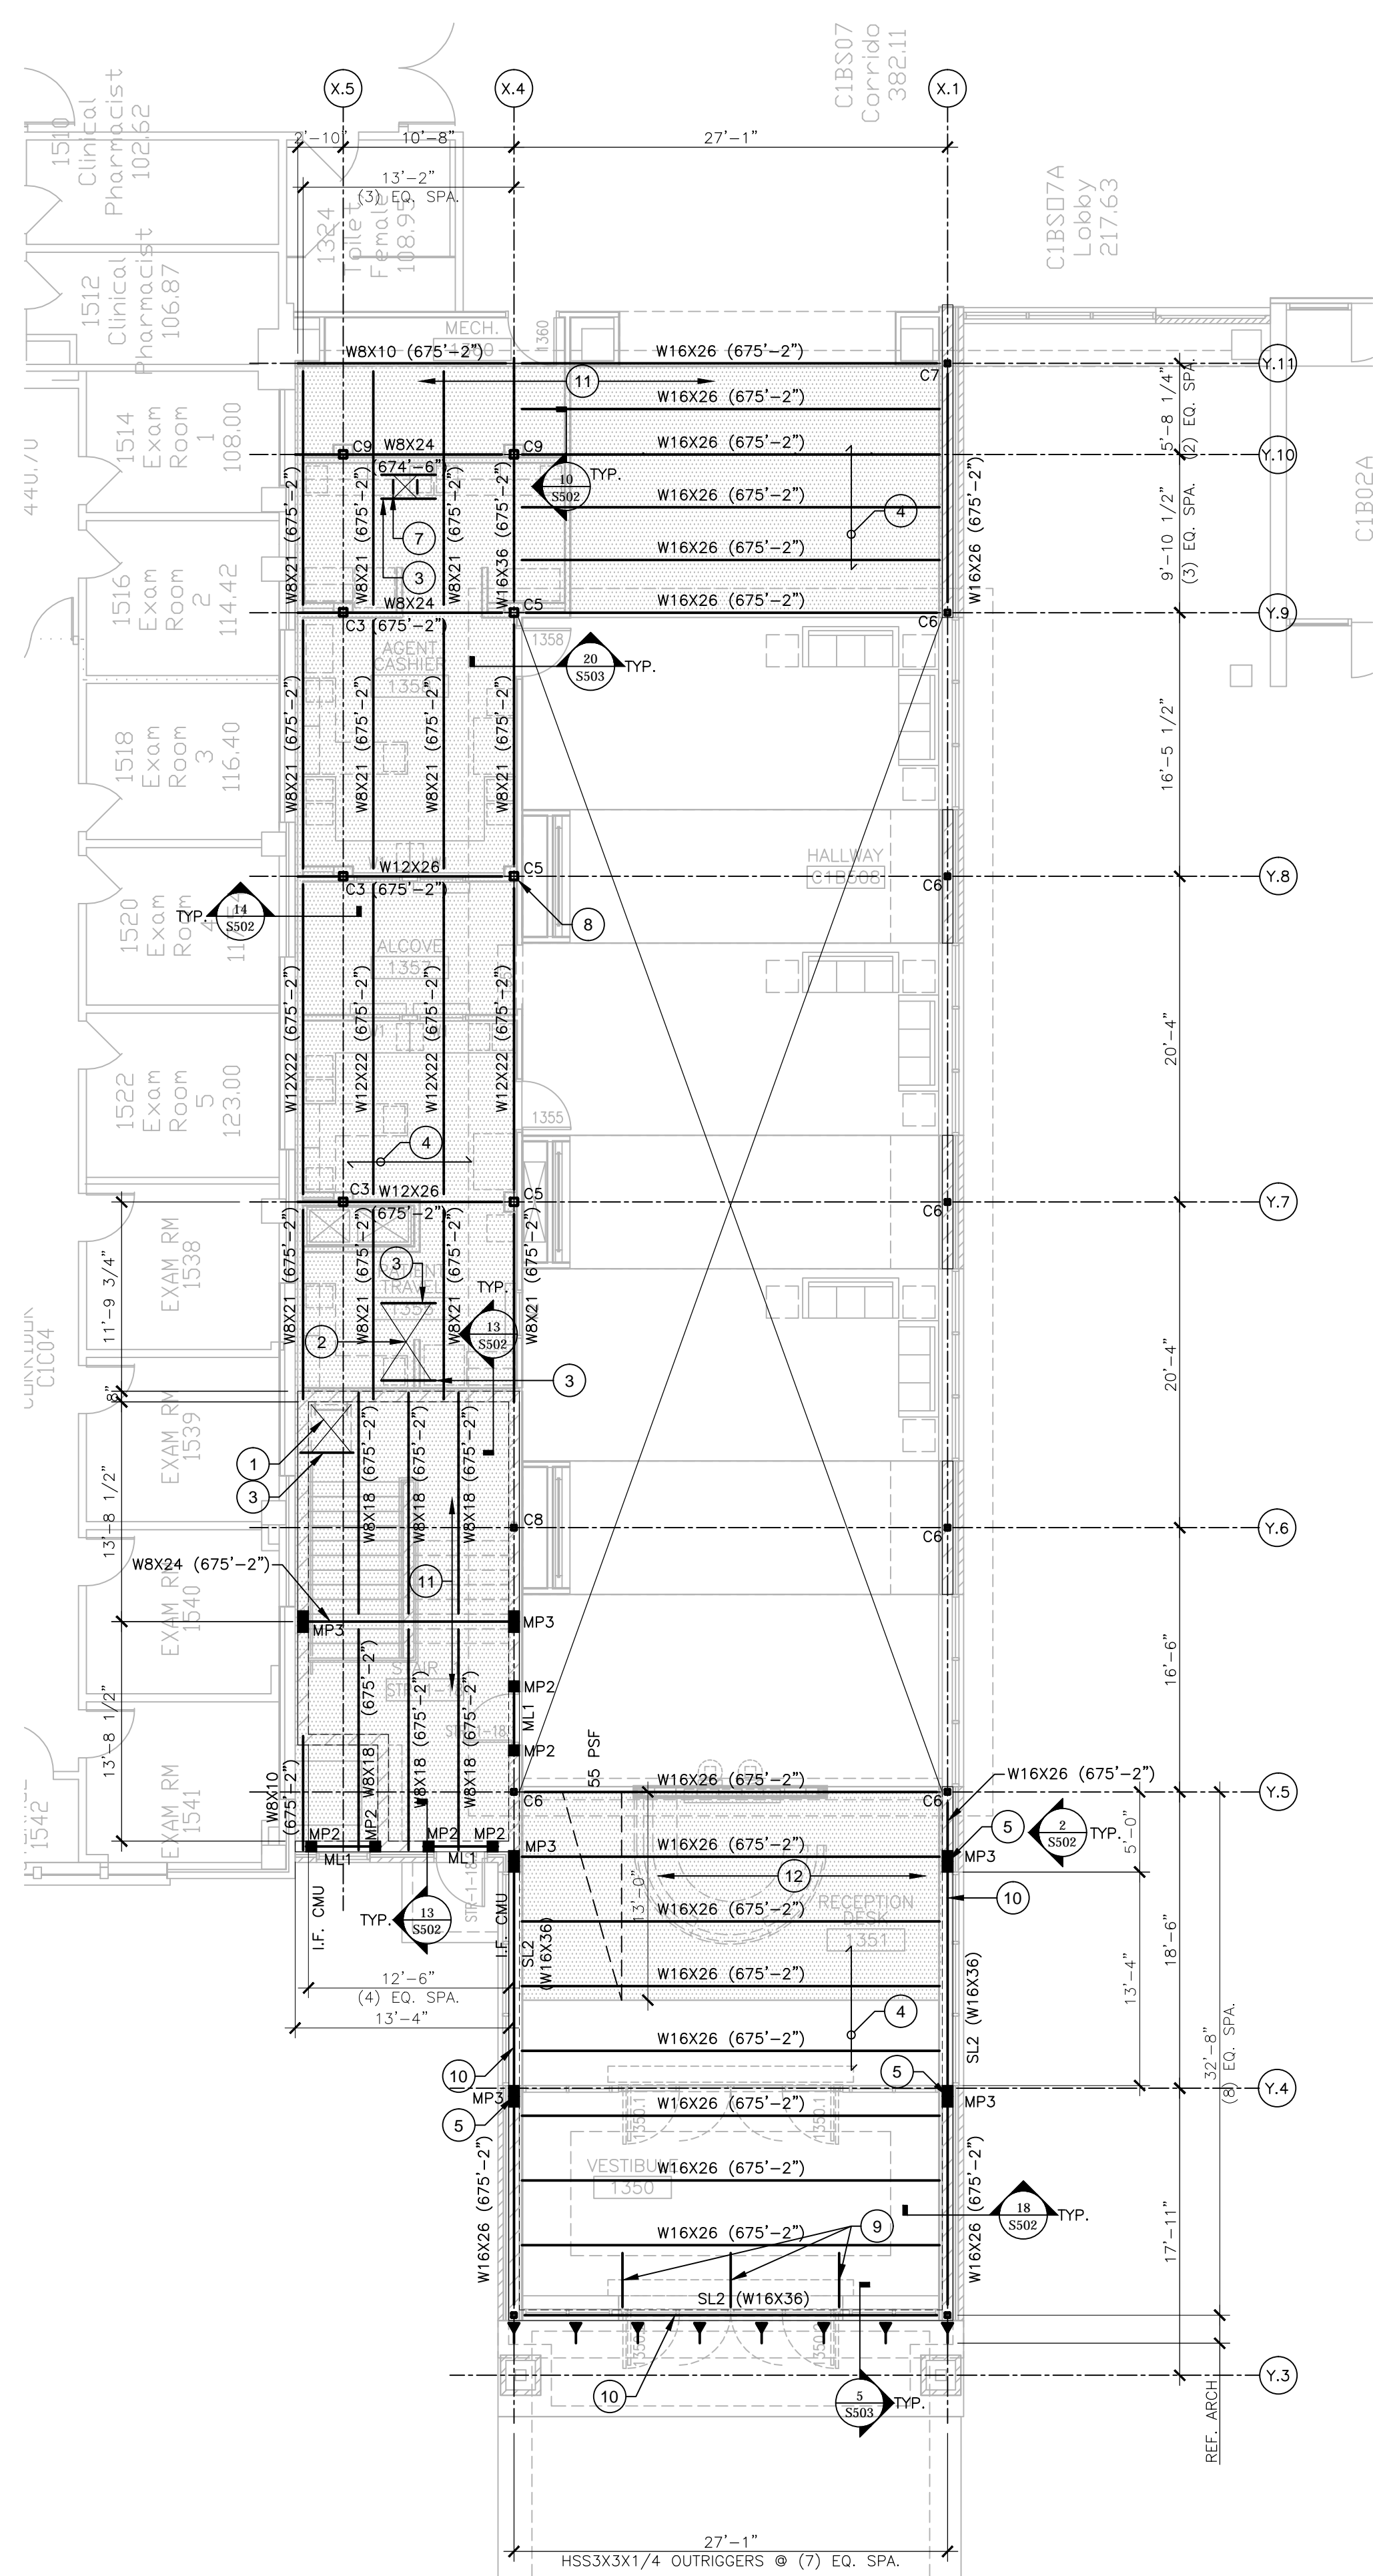 X.5
X.4
X.1
C1BS07
Corrido
382.11
1510
Clinical
Pharmacist
102.62
2'-10"
10'-8"
27'-1"
13'-2"
(3) EQ. SPA.
1324
Toilet
Female
108.95
C1BS07A
Lobby
217.63
1512
Clinical
Pharmacist
106.87
MECH.
1360
W8X10 (675'-2")
W16X26 (675'-2")
Y.11
C7
11
W16X26 (675'-2")
5'-8 1/4"
(2) EQ. SPA.
440.70
1514
Exam
Room
1
108.00
C9
W8X24
(674'-6")
C9
W16X26 (675'-2")
Y.10
10
S502
TYP.
W8X21 (675'-2")
W8X21 (675'-2")
W8X21 (675'-2")
W16X36 (675'-2")
W16X26 (675'-2")
W16X26 (675'-2")
4
C1B02A
7
3
W16X26 (675'-2")
9'-10 1/2"
(3) EQ. SPA.
1516
Exam
Room
2
114.42
W8X24
C3 (675'-2")
C5
W16X26 (675'-2")
C6
Y.9
AGENT
CASHIER
1358
20
S503
TYP.
1518
Exam
Room
3
116.40
W8X21 (675'-2")
W8X21 (675'-2")
W8X21 (675'-2")
W8X21 (675'-2")
16'-5 1/2"
W12X26
C3 (675'-2")
C5
HALLWAY
C1BS08
C6
Y.8
TYP.
14
S502
8
1520
Exam
Room
4
ALCOVE
1357
W12X22 (675'-2")
W12X22 (675'-2")
W12X22 (675'-2")
W12X22 (675'-2")
20'-4"
1522
Exam
Room
5
123.00
1355
4
C3
W12X26
(675'-2")
C5
C6
Y.7
11'-9 3/4"
EXAM RM
1538
W8X21 (675'-2")
W8X21 (675'-2")
W8X21 (675'-2")
W8X21 (675'-2")
3
TRAVEL
1355
TYP.
13
S502
2
3
C1C04
8"
EXAM RM
1539
1
3
W8X18 (675'-2")
W8X18 (675'-2")
W8X18 (675'-2")
20'-4"
13'-8 1/2"
C8
C6
Y.6
W8X24 (675'-2")
11
EXAM RM
1540
MP3
MP3
STAIR
MP2
ML1
MP2
16'-6"
13'-8 1/2"
55 PSF
W8X18
(675'-2")
W8X18 (675'-2")
W8X18 (675'-2")
W8X10
(675'-2")
EXAM RM
1541
1542
W16X26 (675'-2")
C6
C6
W16X26 (675'-2")
Y.5
MP2
MP2
MP2
MP2
ML1
ML1
MP3
W16X26 (675'-2")
5
MP3
2
S502
TYP.
5'-0"
12
10
13'-0"
RECEPTION
DESK
1351
TYP.
13
S502
I.F. CMU
I.F. CMU
SL2
(W16X36)
W16X26 (675'-2")
W16X26 (675'-2")
12'-6"
(4) EQ. SPA.
13'-4"
4
SL2 (W16X36)
13'-4"
18'-6"
32'-8"
(8) EQ. SPA.
W16X26 (675'-2")
10
5
MP3
MP3
Y.4
5
W16X26 (675'-2")
1350.1
1350.1
W16X26 (675'-2")
VESTIBULE
1350
W16X26 (675'-2")
W16X26 (675'-2")
18
S502
TYP.
17'-11"
W16X26 (675'-2")
9
SL2 (W16X36)
10
5
S503
TYP.
Y.3
REF. ARCH
27'-1"
HSS3X3X1/4 OUTRIGGERS @ (7) EQ. SPA.